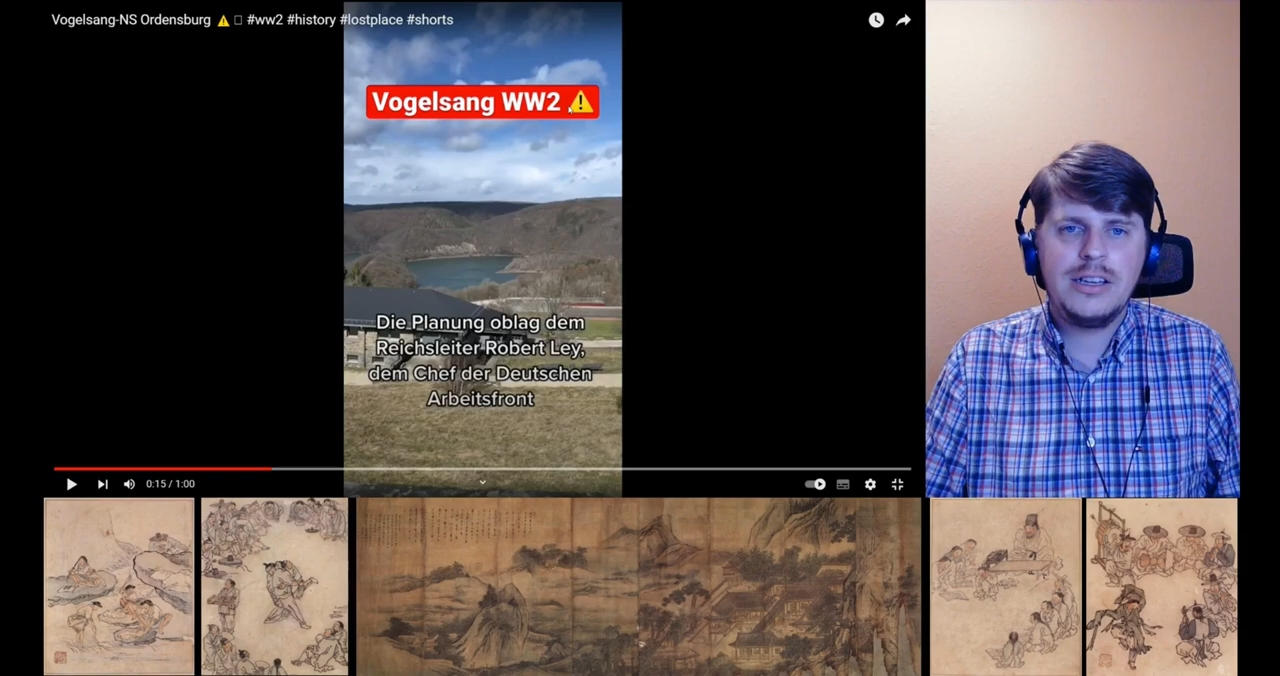 Vogelsang-NS Ordensburg ⚠️ #ww2 #history #lostplace #shorts
Vogelsang WW2 ⚠️
Die Planung oblag dem
Reichsleiter Robert Ley,
dem Chef der Deutschen
Arbeitsfront
0:15 / 1:00